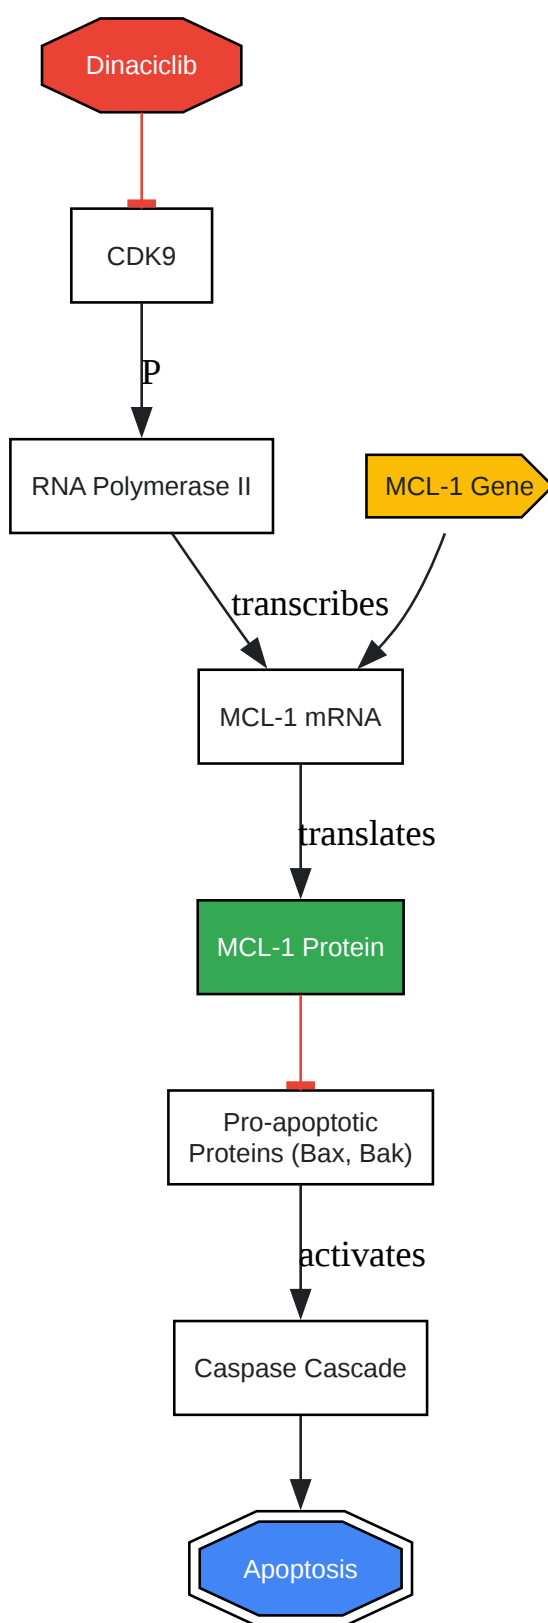 Dinaciclib
CDK9
P
RNA Polymerase II
MCL-1 Gene
transcribes
MCL-1 mRNA
translates
MCL-1 Protein
Pro-apoptotic
Proteins (Bax, Bak)
activates
Caspase Cascade
Apoptosis